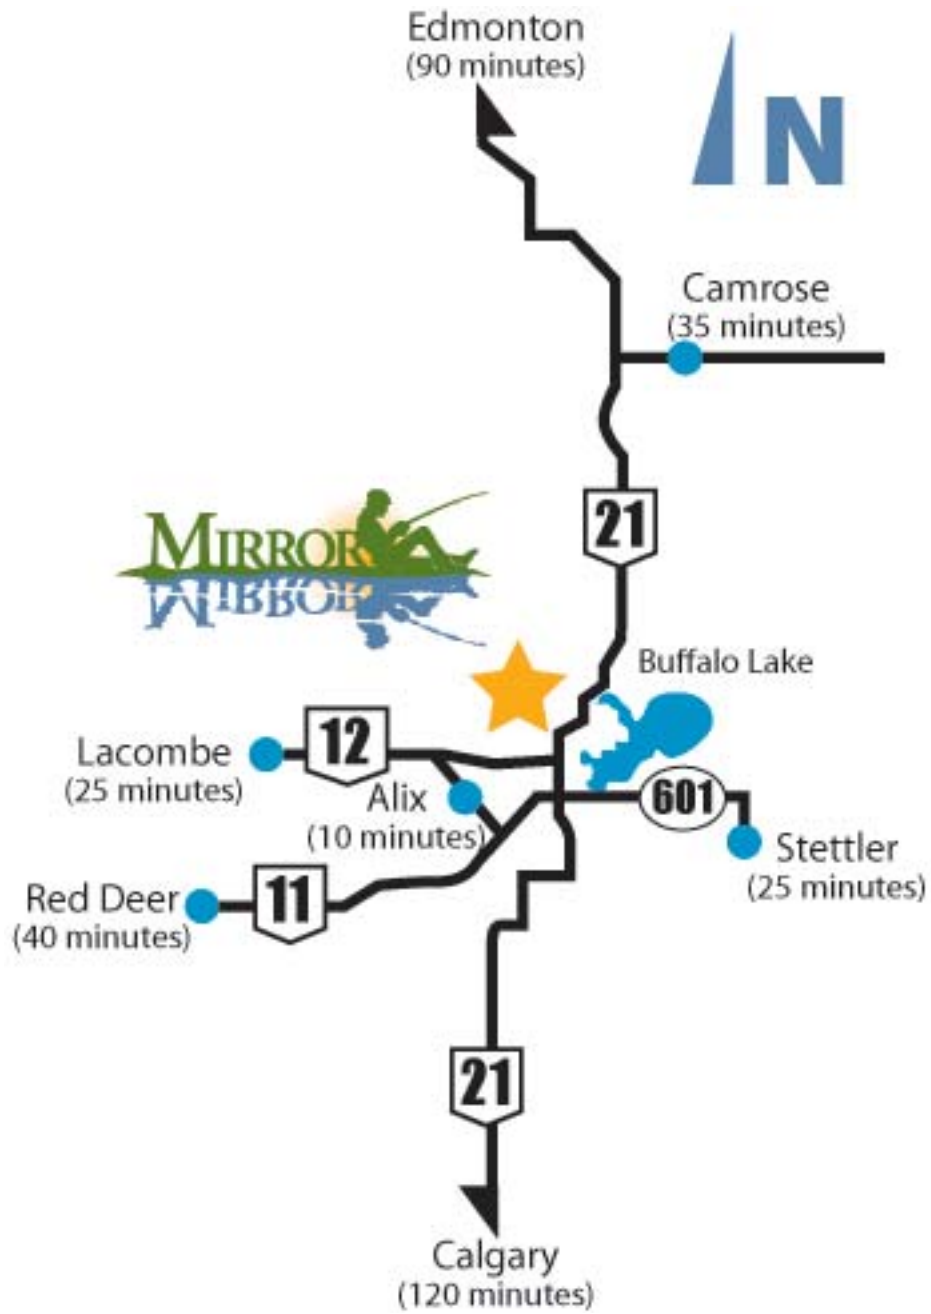 Edmonton
(90 minutes)
N
Camrose
(35 minutes)
21
MIRROR
MIRROR
Buffalo Lake
12
Lacombe
(25 minutes)
Alix
(10 minutes)
601
Stettler
(25 minutes)
11
Red Deer
(40 minutes)
21
Calgary
(120 minutes)